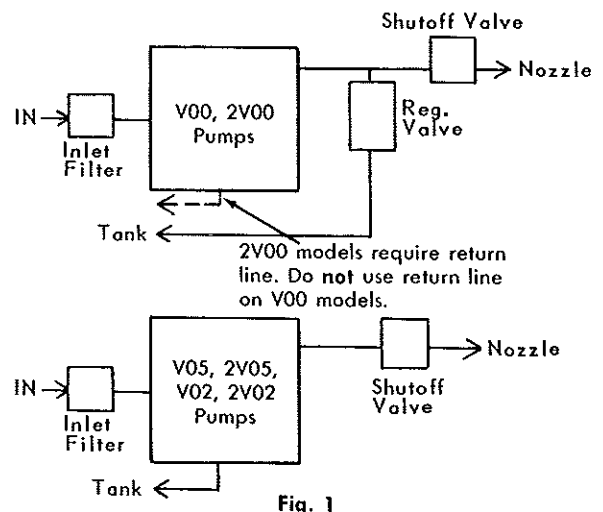 Shutoff Valve
Nozzle
V00, 2V00
Pumps
IN
Inlet
Filter
Reg.
Valve
Tank
2V00 models require return
line. Do not use return line
on V00 models.
V05, 2V05,
V02, 2V02
Pumps
Nozzle
IN
Inlet
Filter
Shutoff
Valve
Tank
Fig. 1